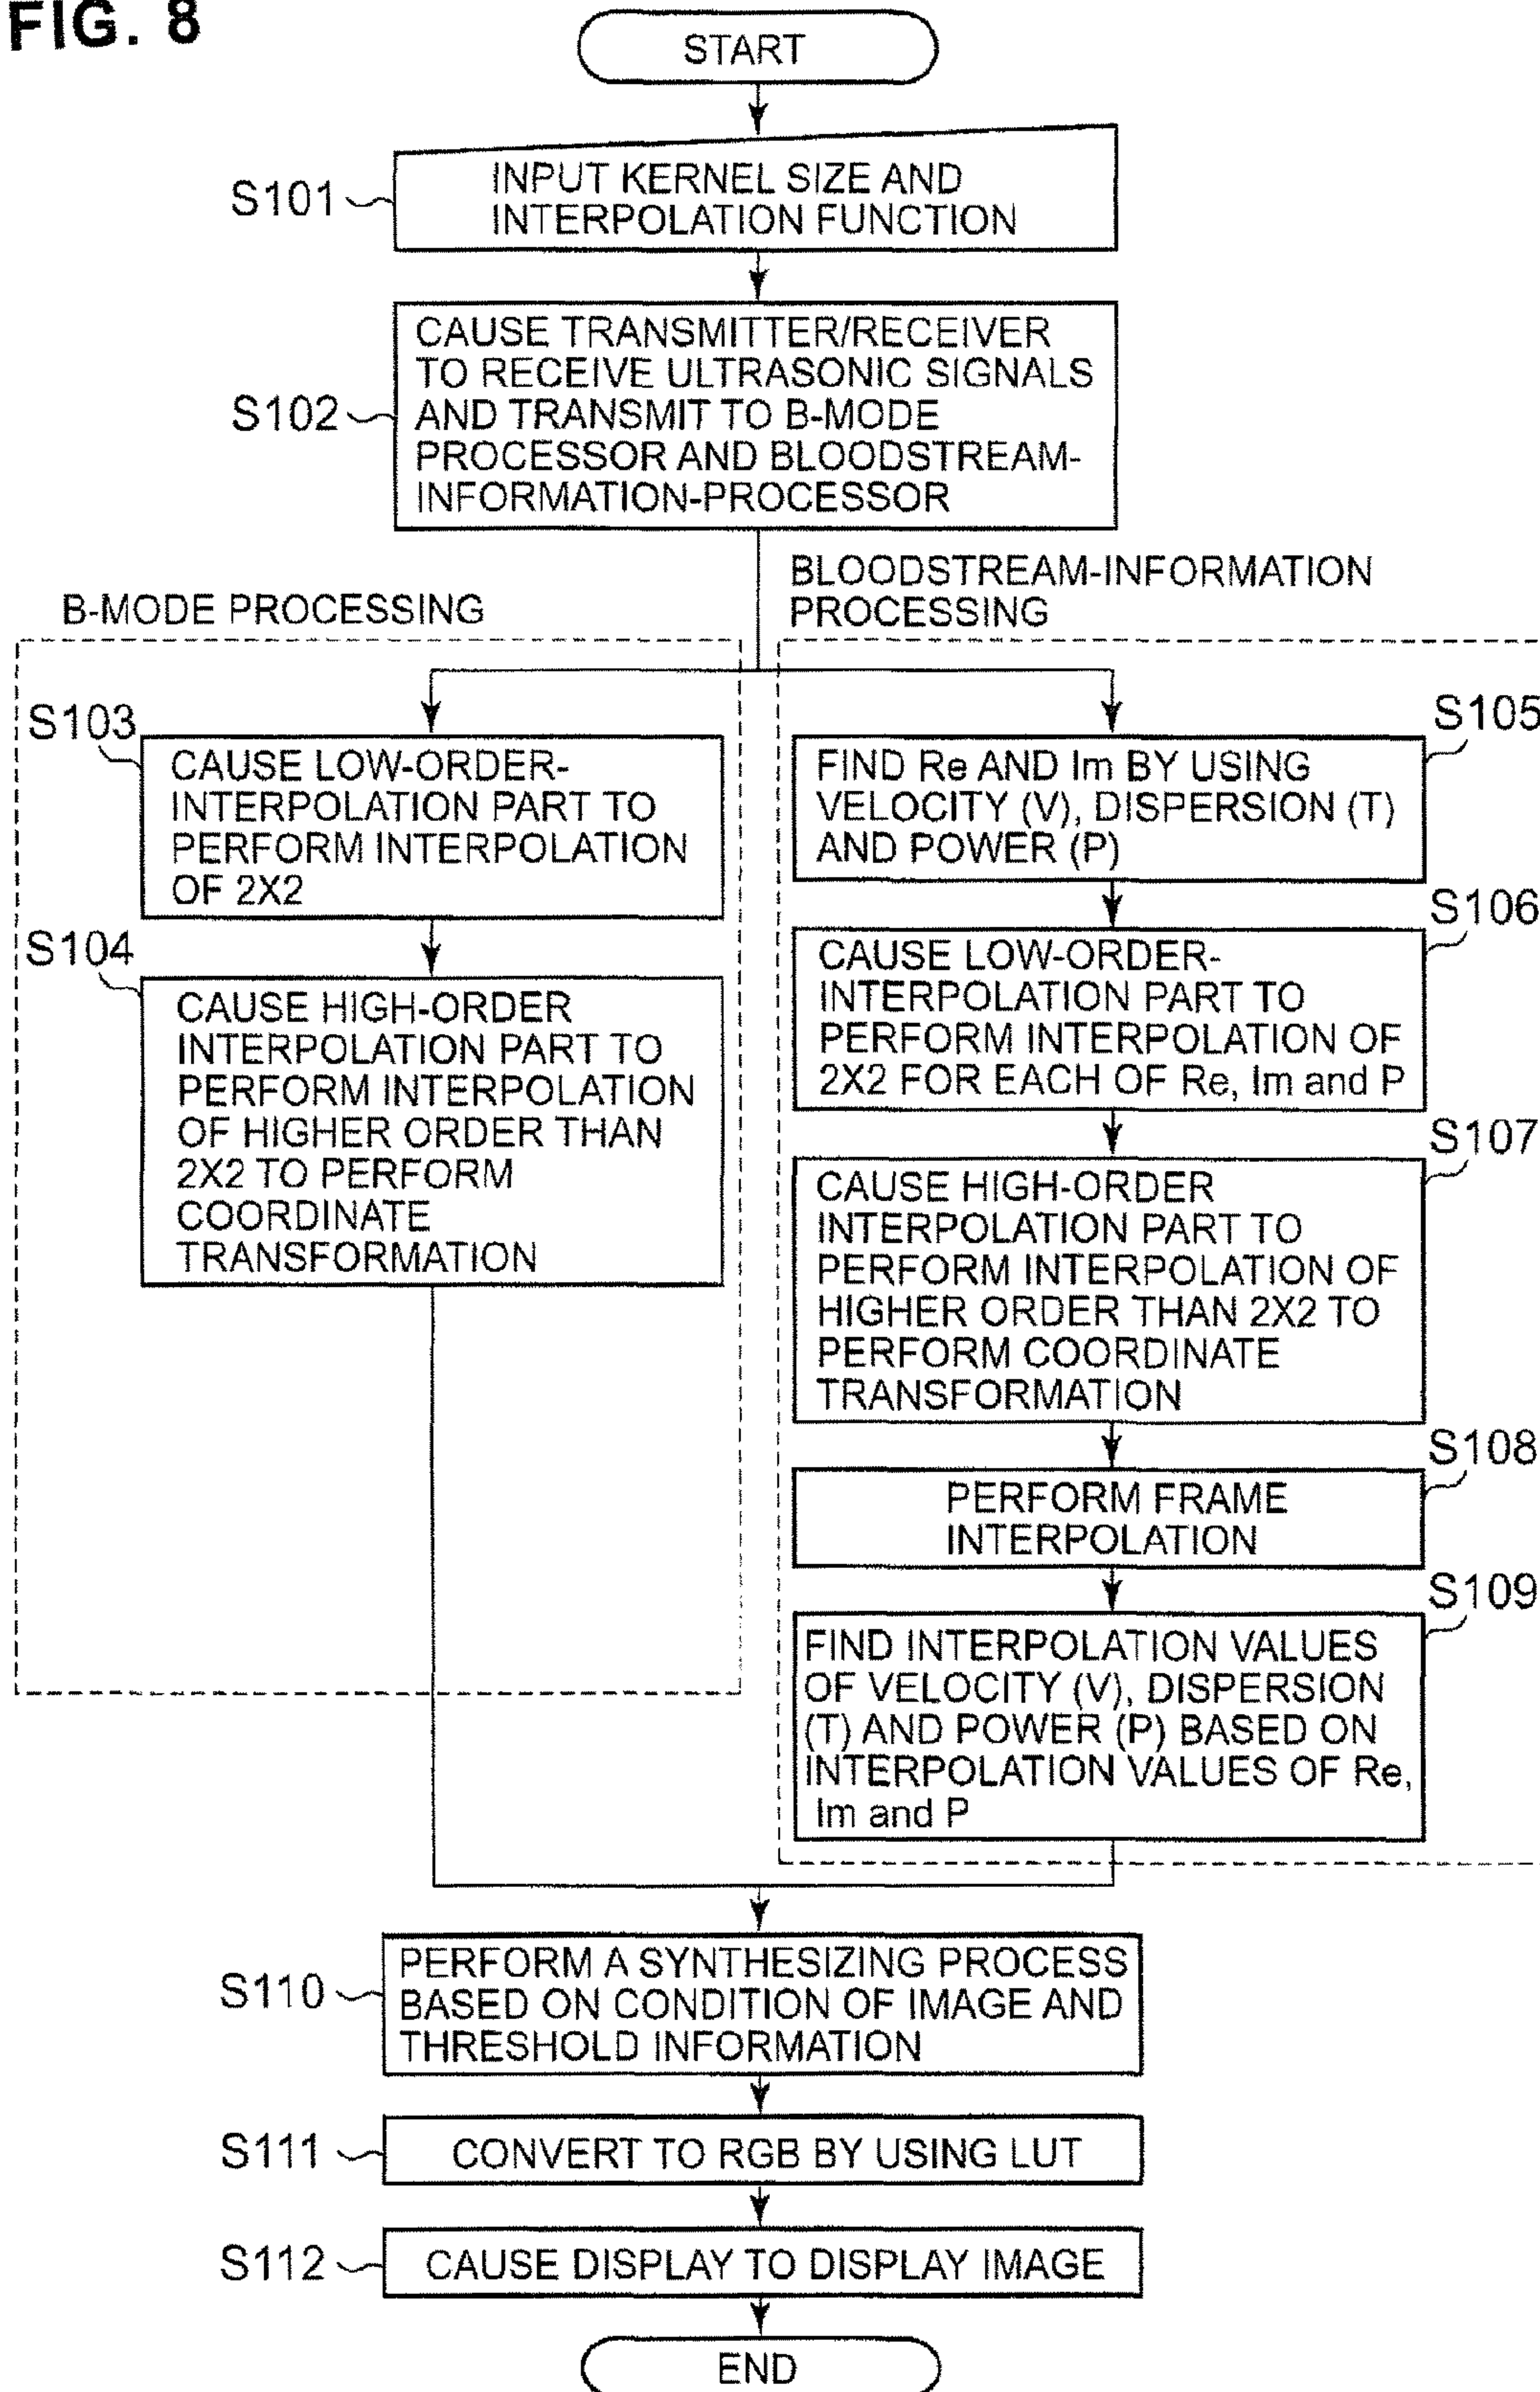 FIG. 8
START
S101
INPUT KERNEL SIZE AND
INTERPOLATION FUNCTION
S102
CAUSE TRANSMITTER/RECEIVER
TO RECEIVE ULTRASONIC SIGNALS
AND TRANSMIT TO B-MODE
PROCESSOR AND BLOODSTREAM-
INFORMATION-PROCESSOR
B-MODE PROCESSING
S103
CAUSE LOW-ORDER-
INTERPOLATION PART TO
PERFORM INTERPOLATION
OF 2X2
S104
CAUSE HIGH-ORDER
INTERPOLATION PART TO
PERFORM INTERPOLATION
OF HIGHER ORDER THAN
2X2 TO PERFORM
COORDINATE
TRANSFORMATION
BLOODSTREAM-INFORMATION
PROCESSING
S105
FIND Re AND Im BY USING
VELOCITY (V), DISPERSION (T)
AND POWER (P)
S106
CAUSE LOW-ORDER-
INTERPOLATION PART TO
PERFORM INTERPOLATION OF
2X2 FOR EACH OF Re, Im and P
S107
CAUSE HIGH-ORDER
INTERPOLATION PART TO
PERFORM INTERPOLATION OF
HIGHER ORDER THAN 2X2 TO
PERFORM COORDINATE
TRANSFORMATION
S108
PERFORM FRAME
INTERPOLATION
S109
FIND INTERPOLATION VALUES
OF VELOCITY (V), DISPERSION
(T) AND POWER (P) BASED ON
INTERPOLATION VALUES OF Re,
Im and P
S110
PERFORM A SYNTHESIZING PROCESS
BASED ON CONDITION OF IMAGE AND
THRESHOLD INFORMATION
S111
CONVERT TO RGB BY USING LUT
S112
CAUSE DISPLAY TO DISPLAY IMAGE
END